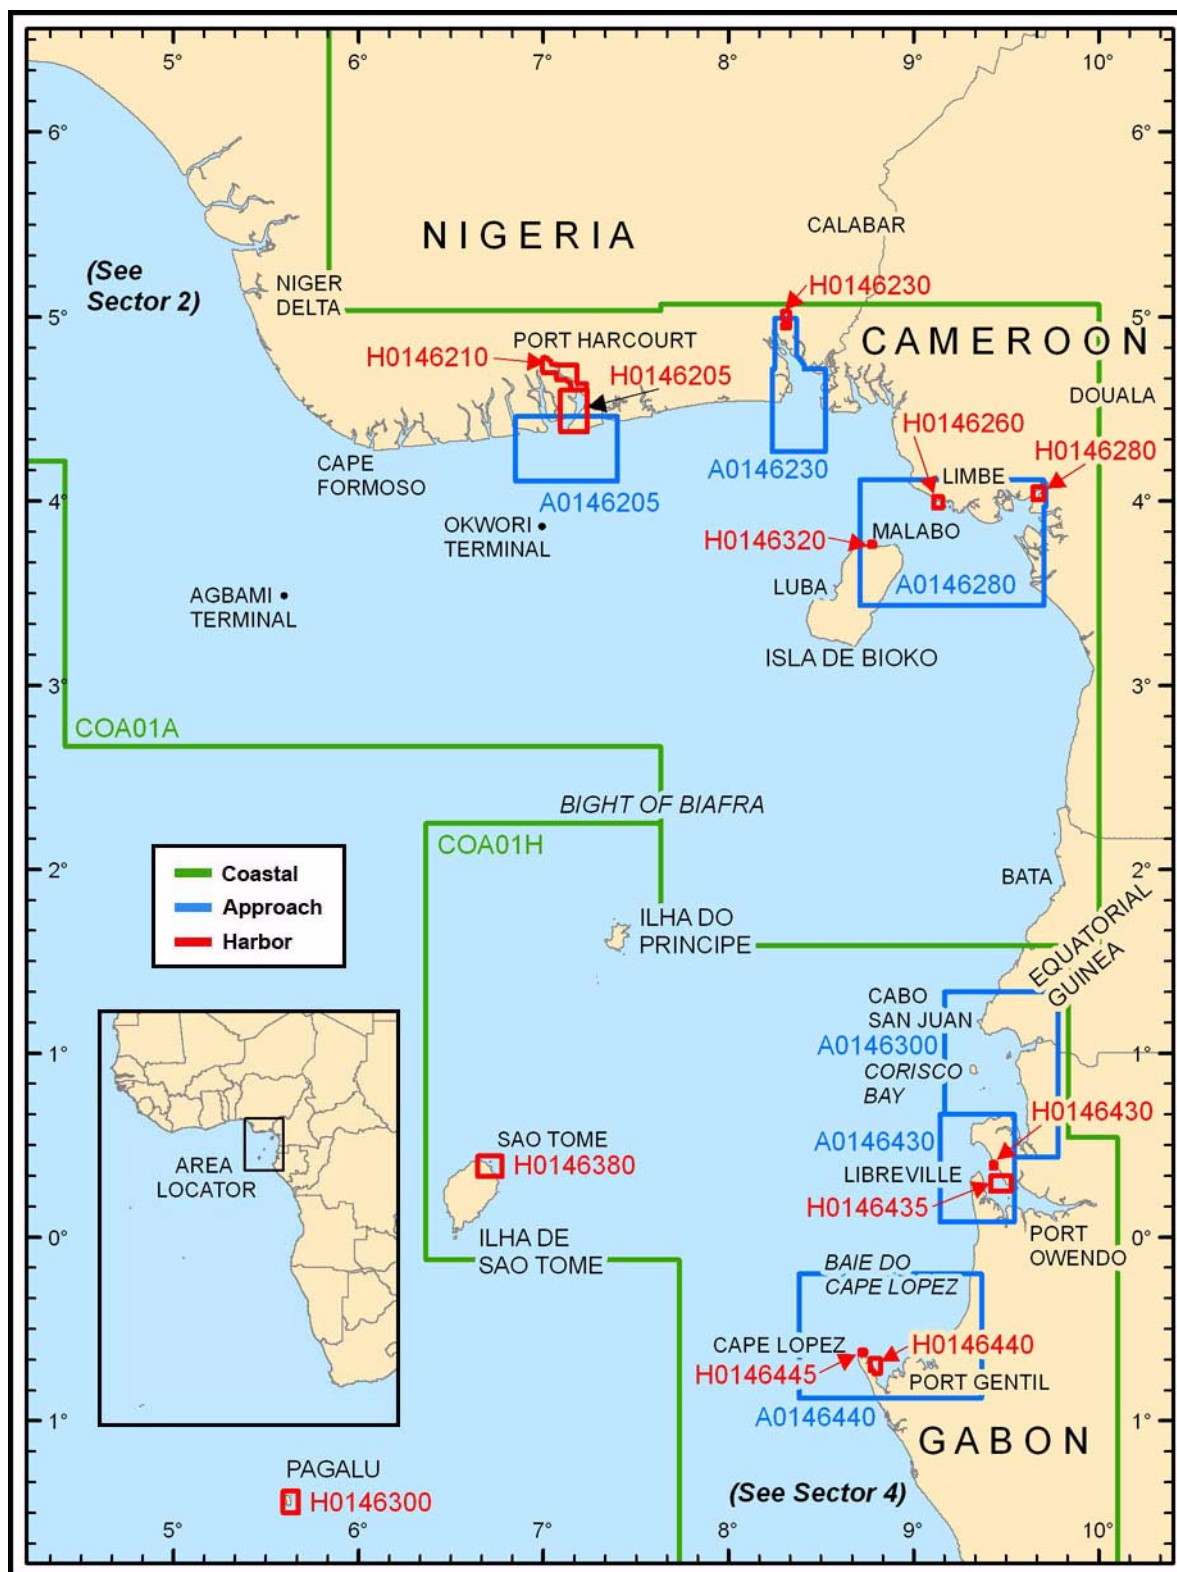 5° 6° 7° 8° 9° 10°
6° 6°
CALABAR
NIGERIA
(See
Sector 2)
NIGER
DELTA
H0146230
5° 5°
PORT HARCOURT
CAMEROON
H0146210
H0146205
DOUALA
H0146260
H0146280
CAPE
FORMOSO
A0146230
LIMBE
A0146205
4° 4°
OKWORI
TERMINAL
MALABO
H0146320
LUBA
A0146280
AGBAMI
TERMINAL
ISLA DE BIOKO
3° 3°
COA01A
BIGHT OF BIAFRA
COA01H
Coastal
Approach
Harbor
2° 2°
BATA
ILHA DO
PRINCIPE
EQUATORIAL
GUINEA
CABO
SAN JUAN
A0146300
1° 1°
CORISCO
BAY
H0146430
A0146430
SAO TOME
H0146380
AREA
LOCATOR
LIBREVILLE
H0146435
0° 0°
ILHA DE
SAO TOME
PORT
OWENDO
BAIE DO
CAPE LOPEZ
CAPE LOPEZ
H0146440
H0146445
PORT GENTIL
A0146440
1° 1°
GABON
PAGALU
H0146300
(See Sector 4)
5° 6° 7° 8° 9° 10°